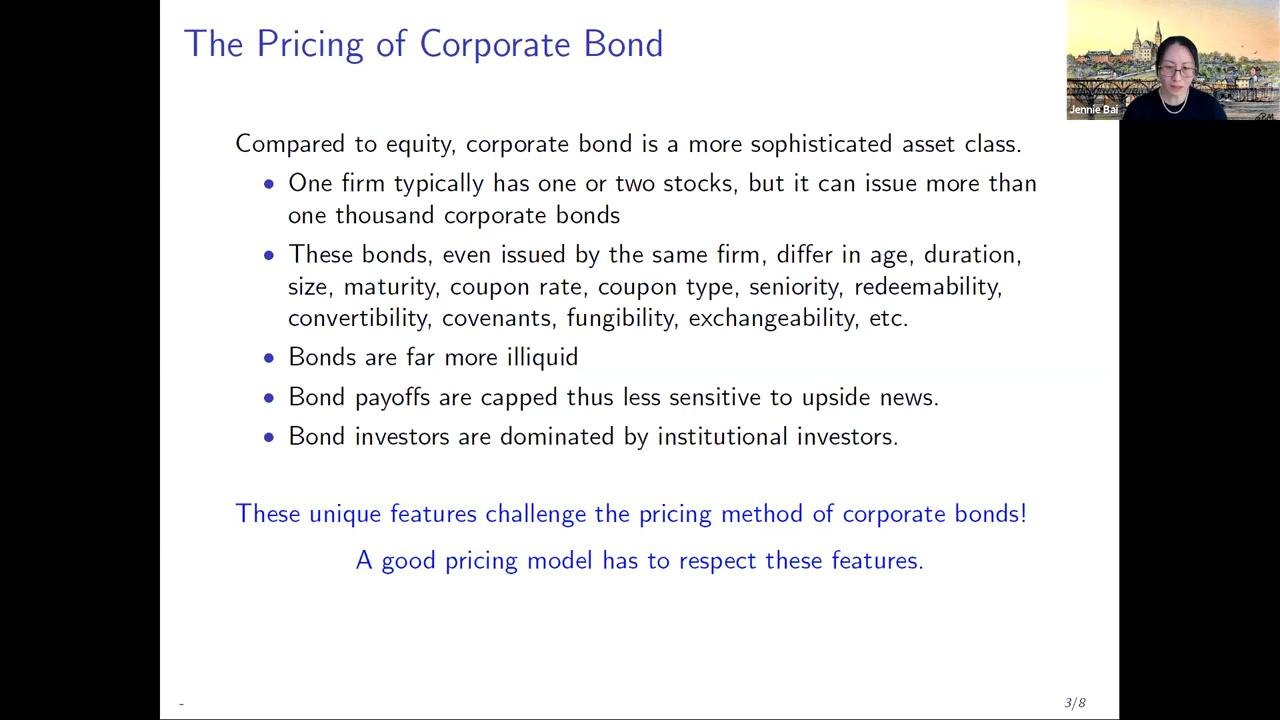 The Pricing of Corporate Bond
Jennie Bai
Compared to equity, corporate bond is a more sophisticated asset class.
• One firm typically has one or two stocks, but it can issue more than
one thousand corporate bonds
• These bonds, even issued by the same firm, differ in age, duration,
size, maturity, coupon rate, coupon type, seniority, redeemability,
convertibility, covenants, fungibility, exchangeability, etc.
• Bonds are far more illiquid
• Bond payoffs are capped thus less sensitive to upside news.
• Bond investors are dominated by institutional investors.
These unique features challenge the pricing method of corporate bonds!
A good pricing model has to respect these features.
-
3/8